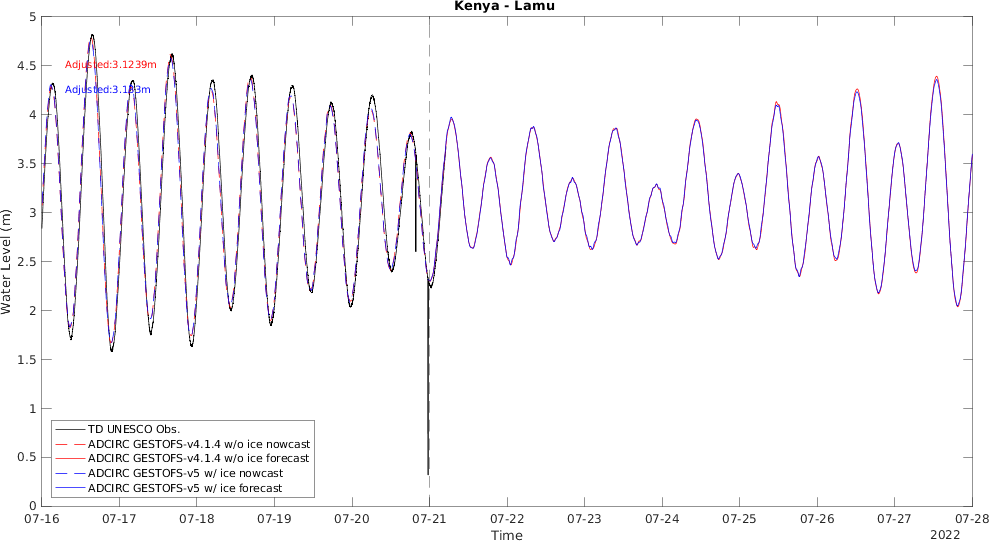 Kenya - Lamu
5
4.5
4
3.5
3
2.5
2
1.5
1
0.5
0
Water Level (m)
Adjusted:3.1239m
Adjusted:3.133m
TD UNESCO Obs.
ADCIRC GESTOFS-v4.1.4 w/o ice nowcast
ADCIRC GESTOFS-v4.1.4 w/o ice forecast
ADCIRC GESTOFS-v5 w/ ice nowcast
ADCIRC GESTOFS-v5 w/ ice forecast
07-16 07-17 07-18 07-19 07-20 07-21 07-22 07-23 07-24 07-25 07-26 07-27 07-28
Time
2022